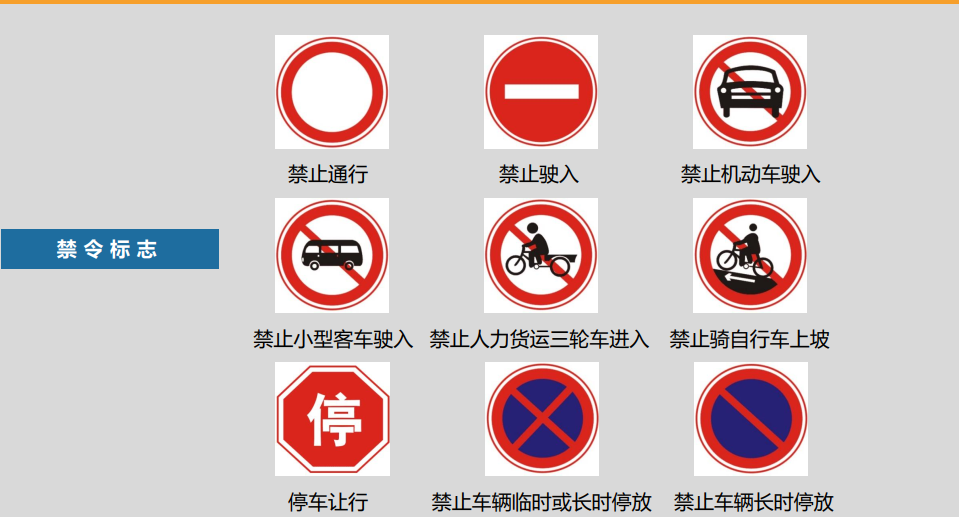 禁止通行
禁止驶入
禁止机动车驶入
禁令标志
禁止小型客车驶入
禁止人力货运三轮车进入
禁止骑自行车上坡
停
停车让行
禁止车辆临时或长时停放
禁止车辆长时停放